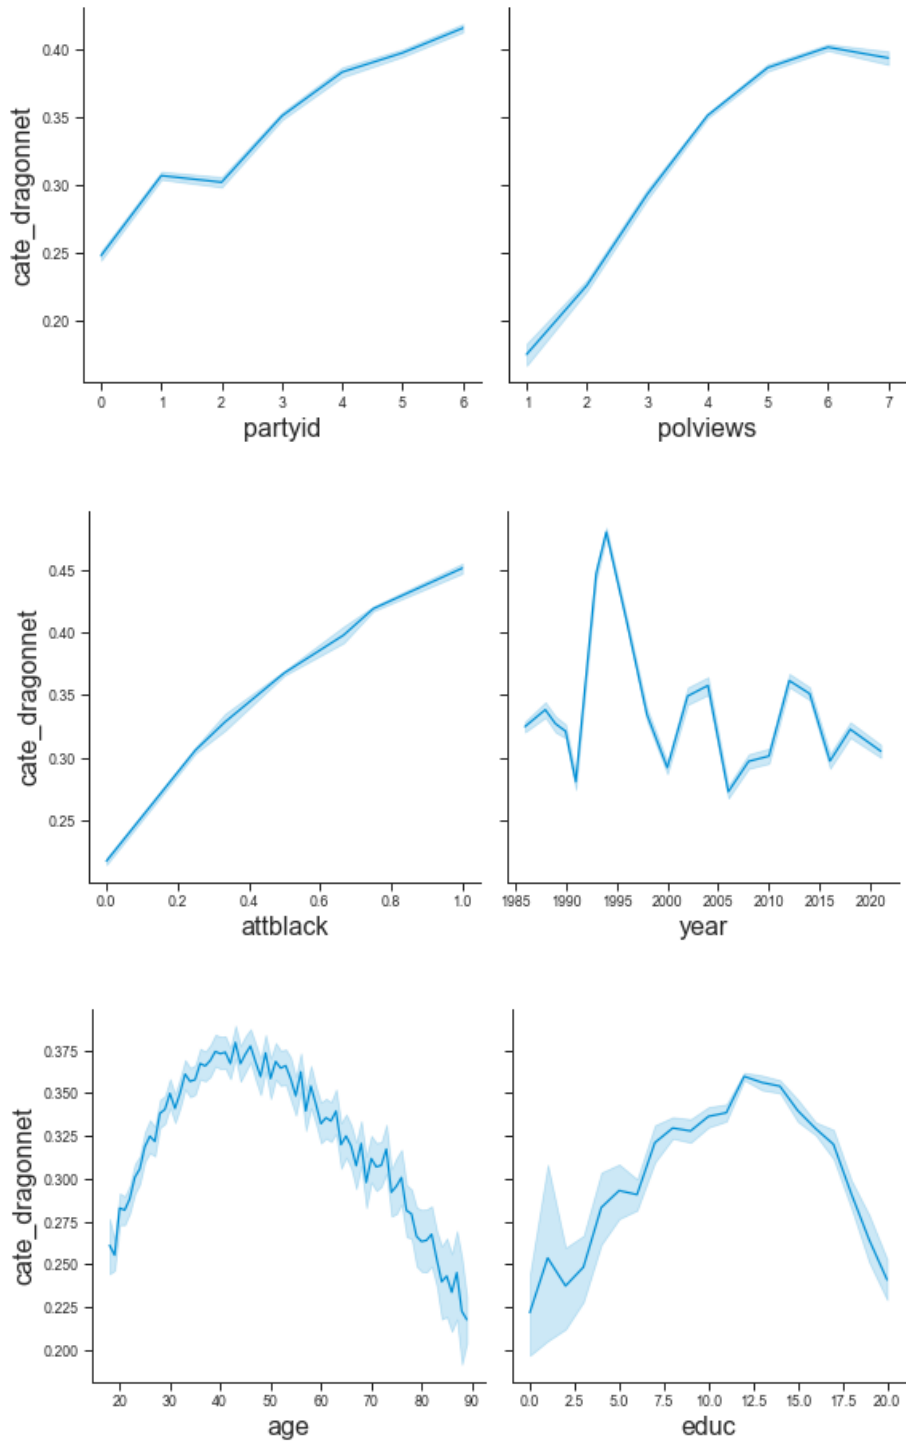 cate_dragonnet
0.40
0.35
0.30
0.25
0.20
0 1 2 3 4 5 6
partyid
1 2 3 4 5 6 7
polviews
cate_dragonnet
0.45
0.40
0.35
0.30
0.25
0.0 0.2 0.4 0.6 0.8 1.0
attblack
1985 1990 1995 2000 2005 2010 2015 2020
year
cate_dragonnet
0.375
0.350
0.325
0.300
0.275
0.250
0.225
0.200
20 30 40 50 60 70 80 90
age
0.0 2.5 5.0 7.5 10.0 12.5 15.0 17.5 20.0
educ